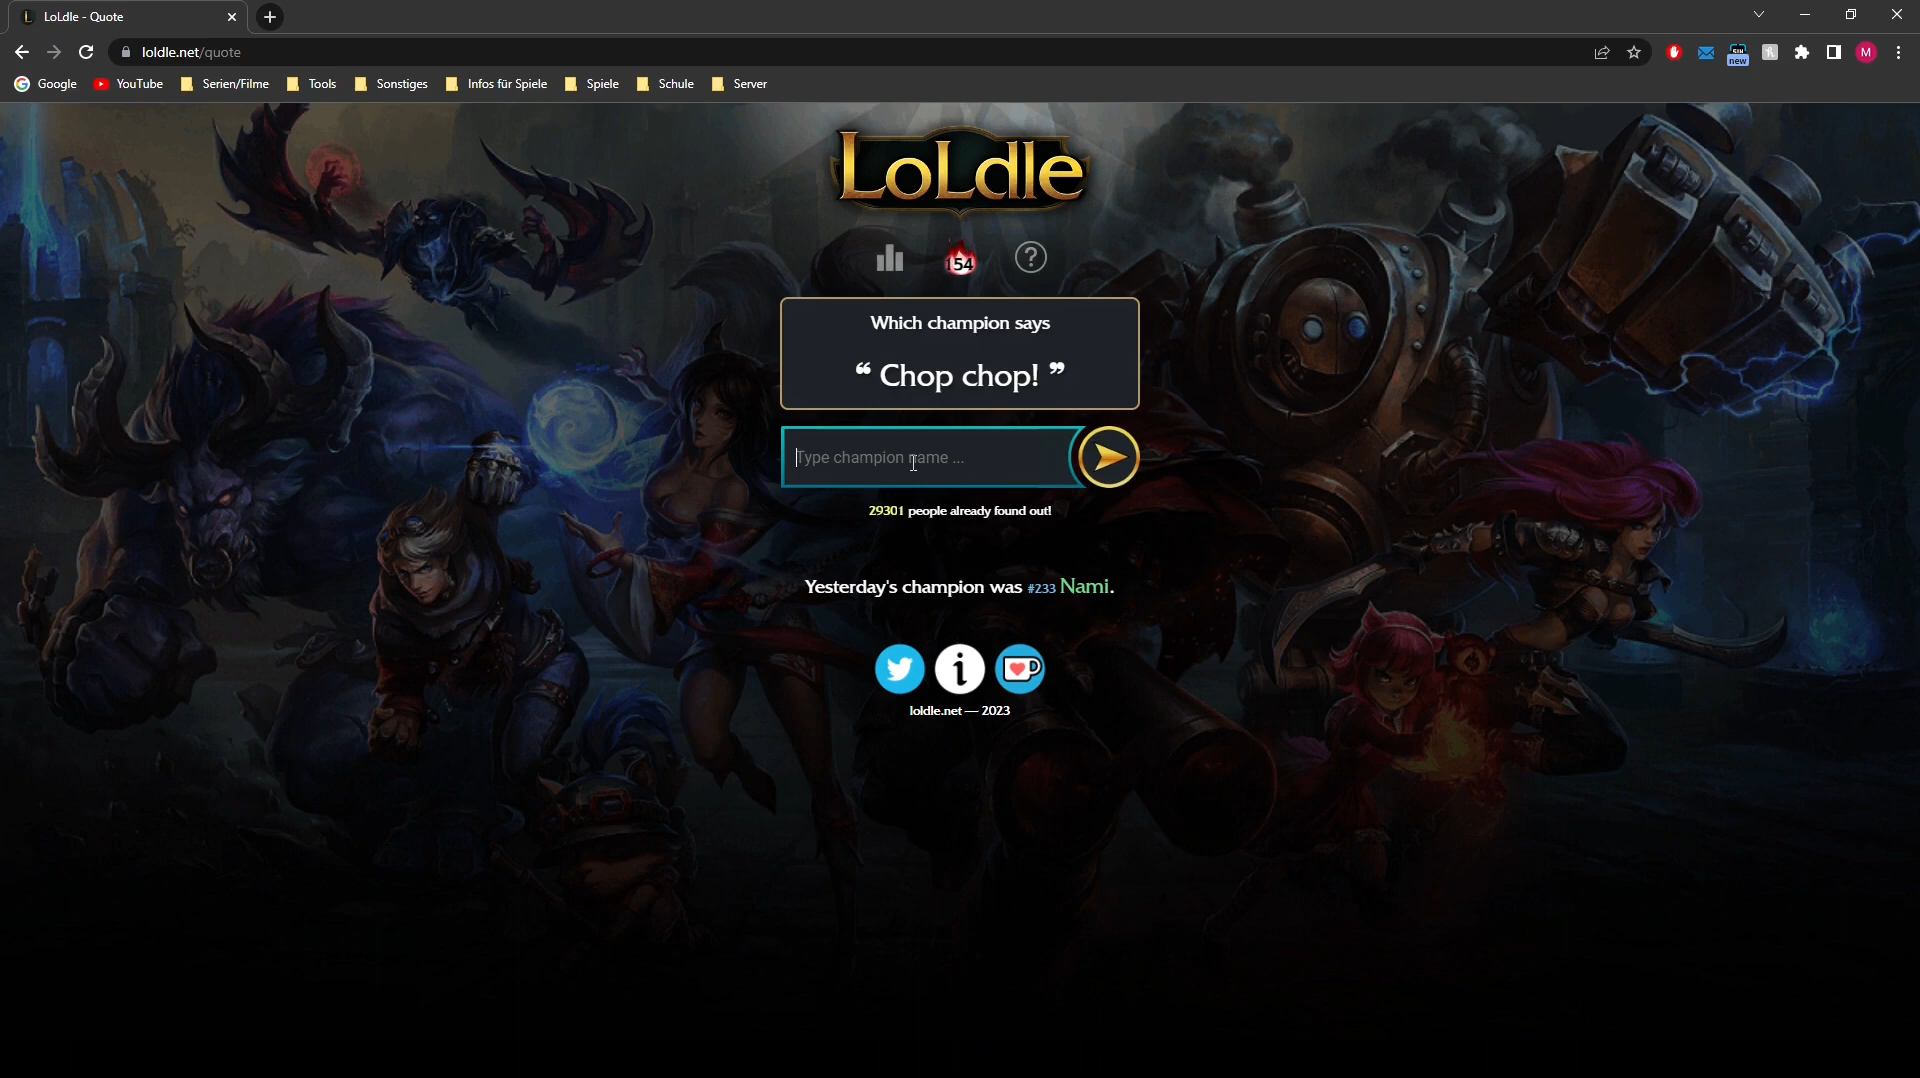 LoLdle - Quote
loldle.net/quote
new
M
Google
YouTube
Serien/Filme
Tools
Sonstiges
Infos für Spiele
Spiele
Schule
Server
LoLdle
154
?
Which champion says
“ Chop chop! ”
Type champion name ...
29301 people already found out!
Yesterday's champion was #233 Nami.
loldle.net — 2023